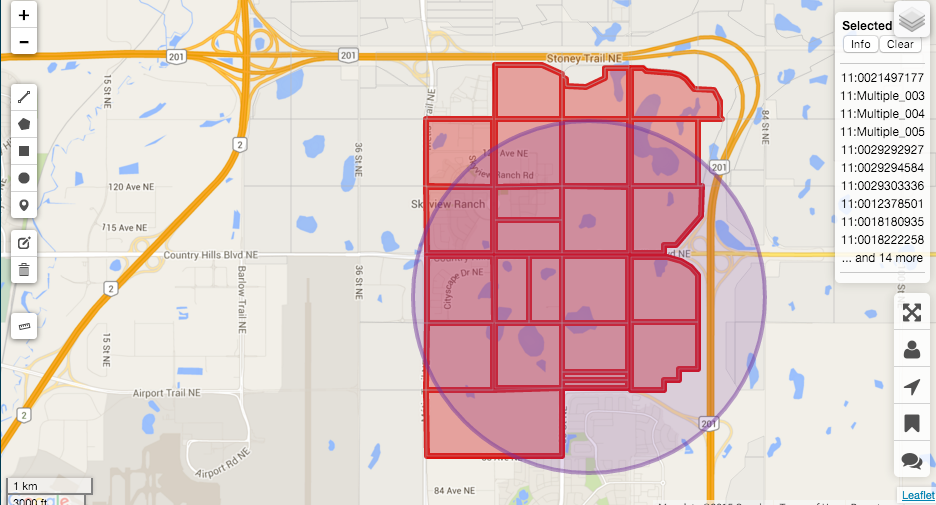 +
−
201
201
Stoney Trail NE
Selected
Info
Clear
11:0021497177
11:Multiple_003
11:Multiple_004
11:Multiple_005
11:0029292927
11:0029294584
11:0029303336
11:0012378501
11:0018180935
11:0018222258
... and 14 more
15 St NE
84 St NE
2
36 St NE
Ave NE
201
Ranch Rd
120 Ave NE
Skyview Ranch
115 Ave NE
Country Hills Blvd NE
d NE
Cityscape Dr NE
36 St NE
Barlow Trail NE
2
15 St NE
Airport Trail NE
2
201
Airport Rd NE
84 Ave NE
1 km
3000 ft
Leaflet